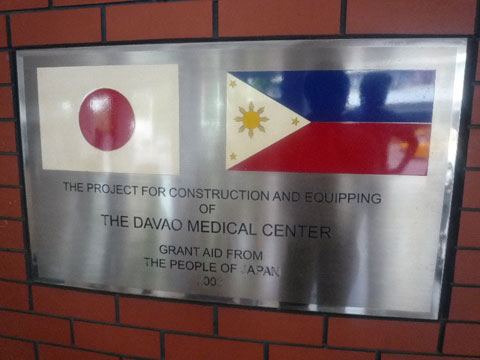 THE PROJECT FOR CONSTRUCTION AND EQUIPPING
OF
THE DAVAO MEDICAL CENTER
GRANT AID FROM
THE PEOPLE OF JAPAN